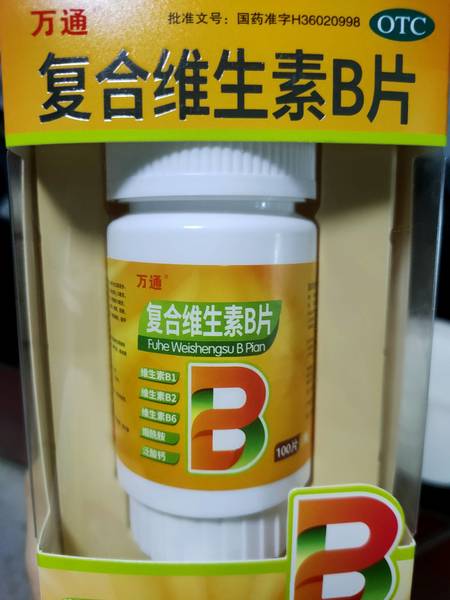 万通
批准文号：国药准字H36020998
OTC
复合维生素B片
万通
复合维生素B片
Fuhe Weishengsu B Pian
维生素B1
维生素B2
维生素B6
烟酰胺
泛酸钙
B
100片
B